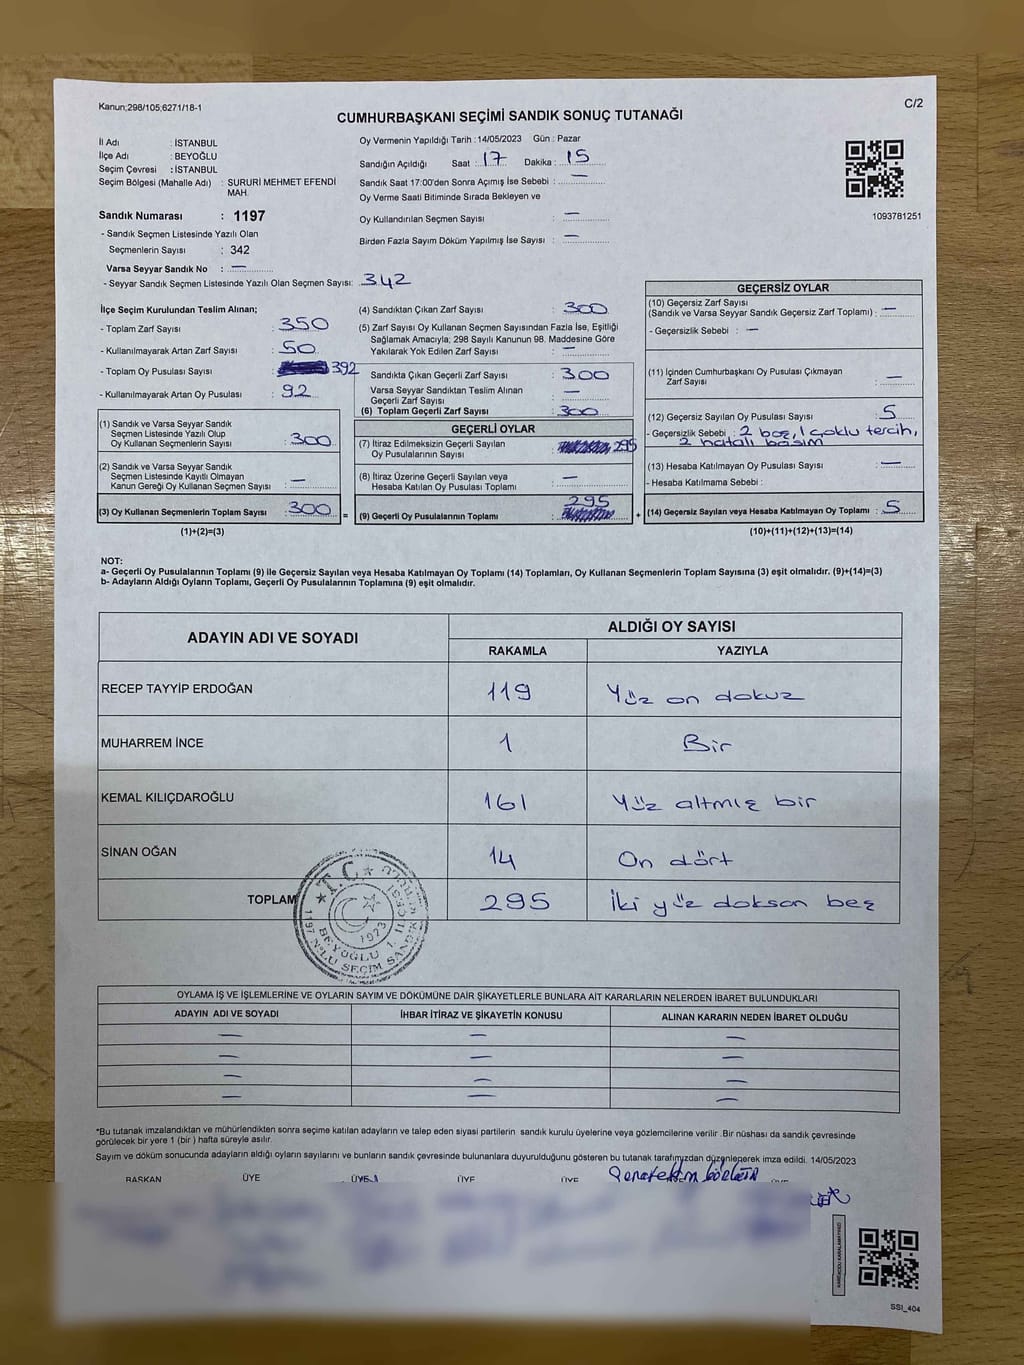 Kanun;298/105;6271/18-1
C/2
CUMHURBAŞKANI SEÇİMİ SANDIK SONUÇ TUTANAĞI
İl Adı : İSTANBUL
İlçe Adı : BEYOĞLU
Seçim Çevresi : İSTANBUL
Seçim Bölgesi (Mahalle Adı) : SURURİ MEHMET EFENDİ
MAH.
Sandık Numarası : 1197
- Sandık Seçmen Listesinde Yazılı Olan
Seçmenlerin Sayısı : 342
Varsa Seyyar Sandık No : —
- Seyyar Sandık Seçmen Listesinde Yazılı Olan Seçmen Sayısı: 342
Oy Vermenin Yapıldığı Tarih : 14/05/2023 Gün : Pazar
Sandığın Açıldığı Saat : 17 Dakika : 15
Sandık Saat 17:00'den Sonra Açımış İse Sebebi : —
Oy Verme Saati Bitiminde Sırada Bekleyen ve
Oy Kullandırılan Seçmen Sayısı : —
Birden Fazla Sayım Döküm Yapılmış İse Sayısı : —
1093781251
İlçe Seçim Kurulundan Teslim Alınan;
- Toplam Zarf Sayısı : 350
- Kullanılmayarak Artan Zarf Sayısı : 50
- Toplam Oy Pusulası Sayısı : 392
- Kullanılmayarak Artan Oy Pusulası : 92
(1) Sandık ve Varsa Seyyar Sandık
Seçmen Listesinde Yazılı Olup
Oy Kullanan Seçmenlerin Sayısı : 300
(2) Sandık ve Varsa Seyyar Sandık
Seçmen Listesinde Kayıtlı Olmayan
Kanun Gereği Oy Kullanan Seçmen Sayısı : —
(3) Oy Kullanan Seçmenlerin Toplam Sayısı : 300 =
(1)+(2)=(3)
(4) Sandıktan Çıkan Zarf Sayısı : 300
(5) Zarf Sayısı Oy Kullanan Seçmen Sayısından Fazla İse, Eşitliği
Sağlamak Amacıyla; 298 Sayılı Kanunun 98. Maddesine Göre
Yakılarak Yok Edilen Zarf Sayısı : —
Sandıkta Çıkan Geçerli Zarf Sayısı : 300
Varsa Seyyar Sandıktan Teslim Alınan
Geçerli Zarf Sayısı : —
(6) Toplam Geçerli Zarf Sayısı : 300
GEÇERLİ OYLAR
(7) İtiraz Edilmeksizin Geçerli Sayılan
Oy Pusulalarının Sayısı : 295
(8) İtiraz Üzerine Geçerli Sayılan veya
Hesaba Katılan Oy Pusulası Toplamı : —
(9) Geçerli Oy Pusulalarının Toplamı : 295 +
GEÇERSİZ OYLAR
(10) Geçersiz Zarf Sayısı
(Sandık ve Varsa Seyyar Sandık Geçersiz Zarf Toplamı) : —
- Geçersizlik Sebebi : —
(11) İçinden Cumhurbaşkanı Oy Pusulası Çıkmayan
Zarf Sayısı : —
(12) Geçersiz Sayılan Oy Pusulası Sayısı : 5
- Geçersizlik Sebebi : 2 boş, 1 çoklu tercih,
2 hatalı basım
(13) Hesaba Katılmayan Oy Pusulası Sayısı : —
- Hesaba Katılmama Sebebi :
(14) Geçersiz Sayılan veya Hesaba Katılmayan Oy Toplamı : 5
(10)+(11)+(12)+(13)=(14)
NOT:
a- Geçerli Oy Pusulalarının Toplamı (9) ile Geçersiz Sayılan veya Hesaba Katılmayan Oy Toplamı (14) Toplamları, Oy Kullanan Seçmenlerin Toplam Sayısına (3) eşit olmalıdır. (9)+(14)=(3)
b- Adayların Aldığı Oyların Toplamı, Geçerli Oy Pusulalarının Toplamına (9) eşit olmalıdır.
ADAYIN ADI VE SOYADI
ALDIĞI OY SAYISI
RAKAMLA YAZIYLA
RECEP TAYYİP ERDOĞAN 119 Yüz on dokuz
MUHARREM İNCE 1 Bir
KEMAL KILIÇDAROĞLU 161 Yüz altmış bir
SİNAN OĞAN 14 On dört
TOPLAM 295 İki yüz doksan beş
T.C.
1923
BEYOĞLU
1197 NOLU SEÇİM SANDIK
OYLAMA İŞ VE İŞLEMLERİNE VE OYLARIN SAYIM VE DÖKÜMÜNE DAİR ŞİKAYETLERLE BUNLARA AİT KARARLARIN NELERDEN İBARET BULUNDUKLARI
ADAYIN ADI VE SOYADI İHBAR İTİRAZ VE ŞİKAYETİN KONUSU ALINAN KARARIN NEDEN İBARET OLDUĞU
— — —
— — —
— — —
— — —
*Bu tutanak imzalandıktan ve mühürlendikten sonra seçime katılan adayların ve talep eden siyasi partilerin sandık kurulu üyelerine veya gözlemcilerine verilir .Bir nüshası da sandık çevresinde
görülecek bir yere 1 (bir) hafta süreyle asılır.
Sayım ve döküm sonucunda adayların aldığı oyların sayılarını ve bunların sandık çevresinde bulunanlara duyurulduğunu gösteren bu tutanak tarafımızdan düzenlenerek imza edildi. 14/05/2023
BAŞKAN ÜYE ÜYE ÜYE ÜYE
SSI_404